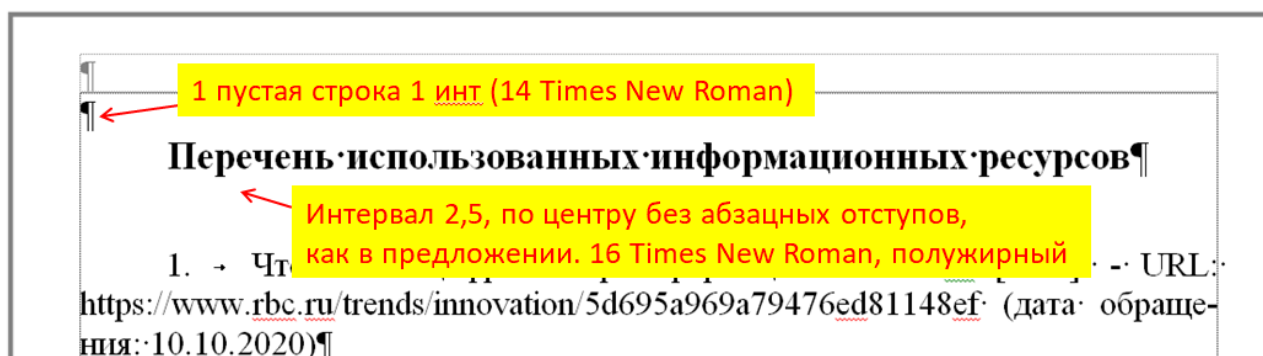 1 пустая строка 1 инт (14 Times New Roman)
Перечень использованных информационных ресурсов
Интервал 2,5, по центру без абзацных отступов,
как в предложении. 16 Times New Roman, полужирный
1. - URL:
https://www.rbc.ru/trends/innovation/5d695a969a79476ed81148ef (дата обраще-
ния: 10.10.2020)